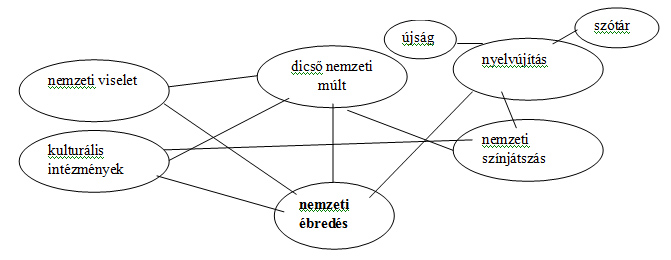 szótár
újság
nyelvújítás
dicső nemzeti
múlt
nemzeti viselet
nemzeti
színjátszás
kulturális
intézmények
nemzeti
ébredés